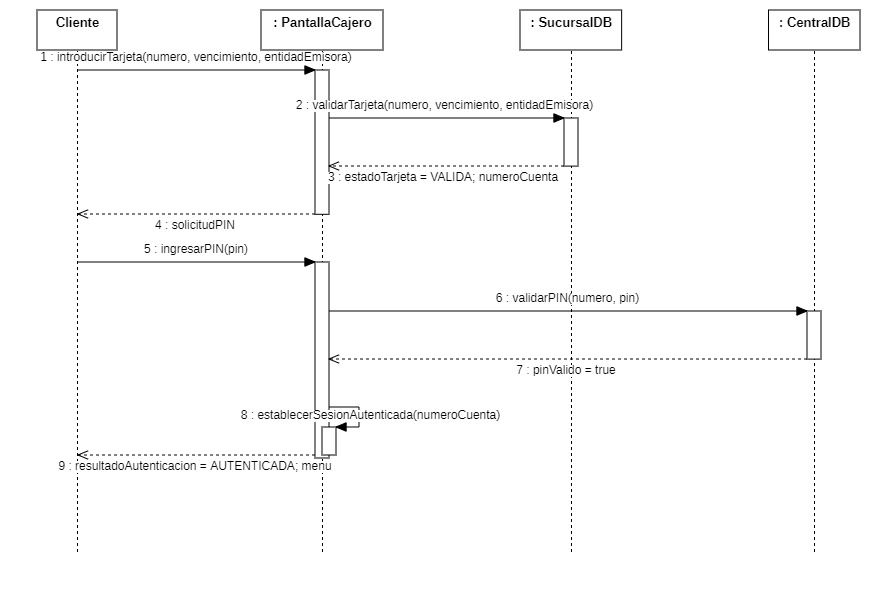 Cliente
: PantallaCajero
: SucursalDB
: CentralDB
1 : introducirTarjeta(numero, vencimiento, entidadEmisora)
2 : validarTarjeta(numero, vencimiento, entidadEmisora)
3 : estadoTarjeta = VALIDA; numeroCuenta
4 : solicitudPIN
5 : ingresarPIN(pin)
6 : validarPIN(numero, pin)
7 : pinValido = true
8 : establecerSesionAutenticada(numeroCuenta)
9 : resultadoAutenticacion = AUTENTICADA; menu